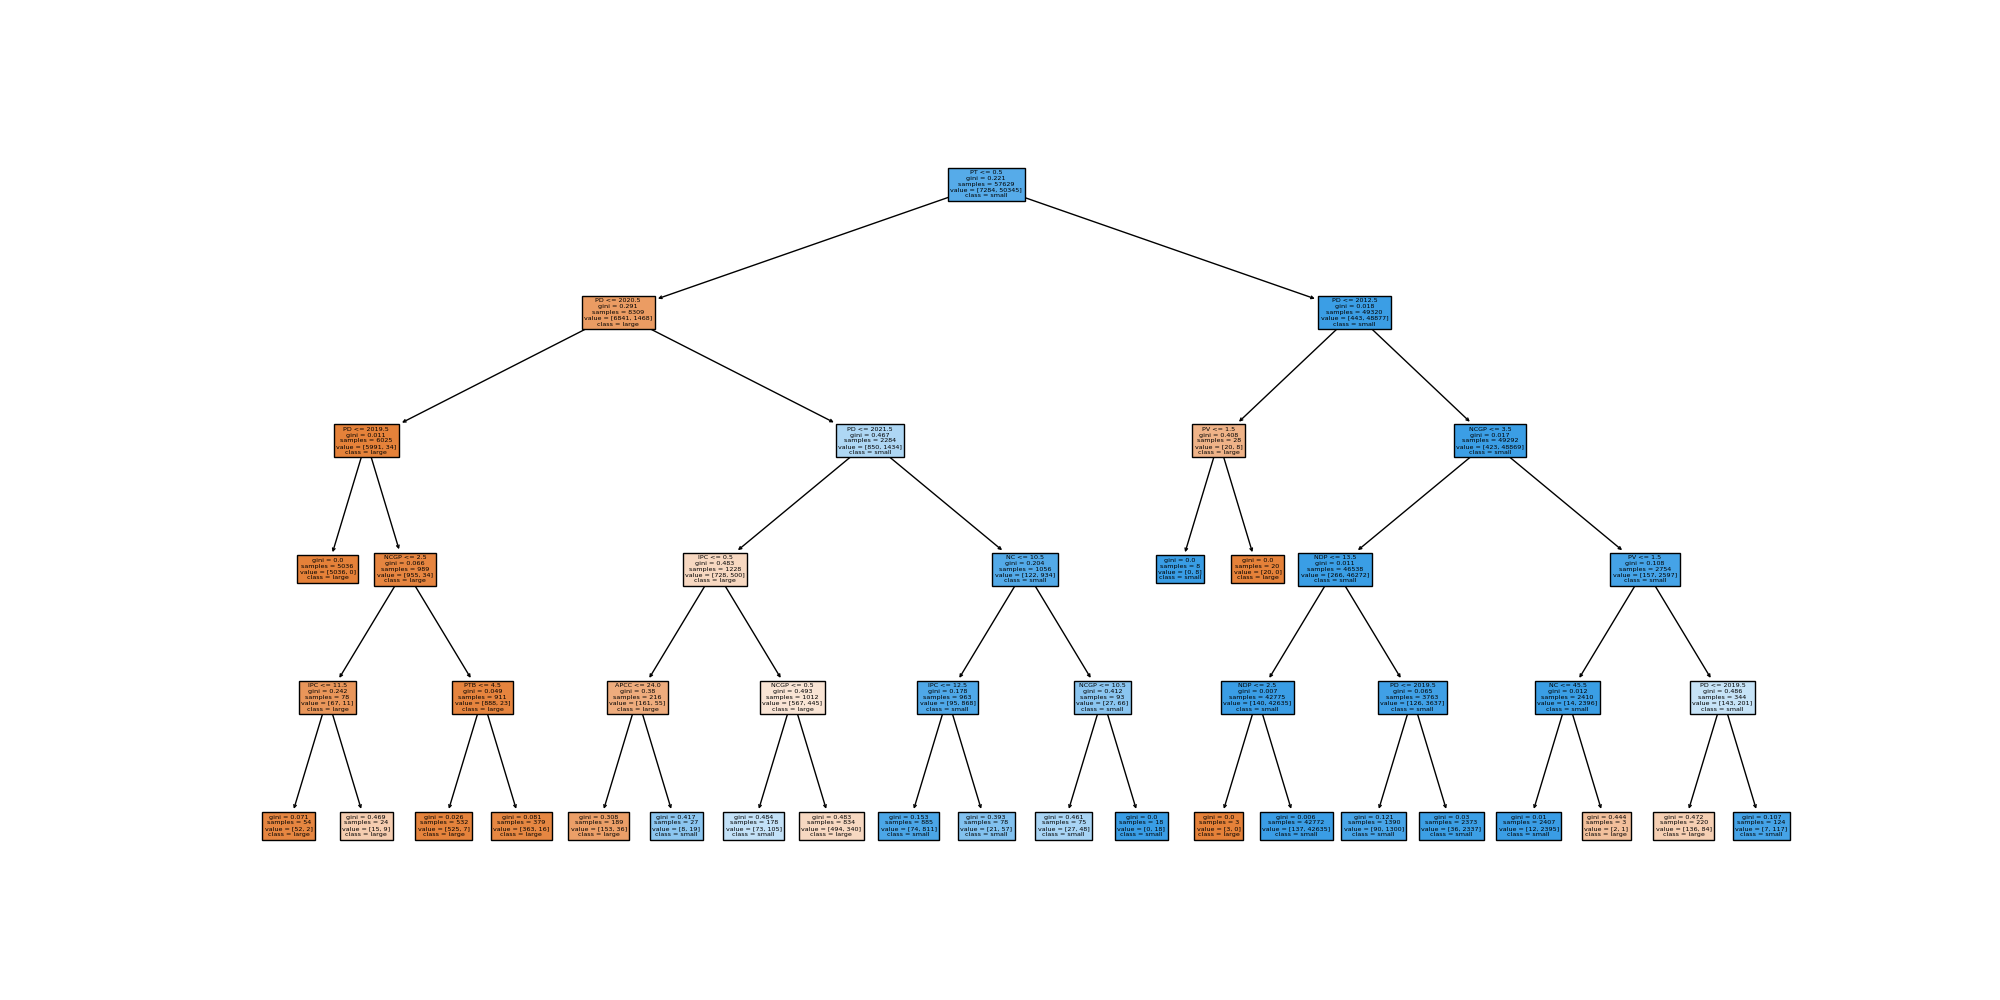 PT <= 0.5
gini = 0.221
samples = 57629
value = [7284, 50345]
class = small
PD <= 2020.5
gini = 0.291
samples = 8309
value = [6841, 1468]
class = large
PD <= 2012.5
gini = 0.018
samples = 49320
value = [443, 48877]
class = small
PD <= 2019.5
gini = 0.011
samples = 6025
value = [5991, 34]
class = large
PD <= 2021.5
gini = 0.467
samples = 2284
value = [850, 1434]
class = small
PV <= 1.5
gini = 0.408
samples = 28
value = [20, 8]
class = large
NCGP <= 3.5
gini = 0.017
samples = 49292
value = [423, 48869]
class = small
gini = 0.0
samples = 5036
value = [5036, 0]
class = large
NCGP <= 2.5
gini = 0.066
samples = 989
value = [955, 34]
class = large
IPC <= 0.5
gini = 0.483
samples = 1228
value = [728, 500]
class = large
NC <= 10.5
gini = 0.204
samples = 1056
value = [122, 934]
class = small
gini = 0.0
samples = 8
value = [0, 8]
class = small
gini = 0.0
samples = 20
value = [20, 0]
class = large
NDP <= 13.5
gini = 0.011
samples = 46538
value = [266, 46272]
class = small
PV <= 1.5
gini = 0.108
samples = 2754
value = [157, 2597]
class = small
IPC <= 11.5
gini = 0.242
samples = 78
value = [67, 11]
class = large
PTB <= 4.5
gini = 0.049
samples = 911
value = [888, 23]
class = large
APCC <= 24.0
gini = 0.38
samples = 216
value = [161, 55]
class = large
NCGP <= 0.5
gini = 0.493
samples = 1012
value = [567, 445]
class = large
IPC <= 12.5
gini = 0.178
samples = 963
value = [95, 868]
class = small
NCGP <= 10.5
gini = 0.412
samples = 93
value = [27, 66]
class = small
NDP <= 2.5
gini = 0.007
samples = 42775
value = [140, 42635]
class = small
PD <= 2019.5
gini = 0.065
samples = 3763
value = [126, 3637]
class = small
NC <= 45.5
gini = 0.012
samples = 2410
value = [14, 2396]
class = small
PD <= 2019.5
gini = 0.486
samples = 344
value = [143, 201]
class = small
gini = 0.071
samples = 54
value = [52, 2]
class = large
gini = 0.469
samples = 24
value = [15, 9]
class = large
gini = 0.026
samples = 532
value = [525, 7]
class = large
gini = 0.081
samples = 379
value = [363, 16]
class = large
gini = 0.308
samples = 189
value = [153, 36]
class = large
gini = 0.417
samples = 27
value = [8, 19]
class = small
gini = 0.484
samples = 178
value = [73, 105]
class = small
gini = 0.483
samples = 834
value = [494, 340]
class = large
gini = 0.153
samples = 885
value = [74, 811]
class = small
gini = 0.393
samples = 78
value = [21, 57]
class = small
gini = 0.461
samples = 75
value = [27, 48]
class = small
gini = 0.0
samples = 18
value = [0, 18]
class = small
gini = 0.0
samples = 3
value = [3, 0]
class = large
gini = 0.006
samples = 42772
value = [137, 42635]
class = small
gini = 0.121
samples = 1390
value = [90, 1300]
class = small
gini = 0.03
samples = 2373
value = [36, 2337]
class = small
gini = 0.01
samples = 2407
value = [12, 2395]
class = small
gini = 0.444
samples = 3
value = [2, 1]
class = large
gini = 0.472
samples = 220
value = [136, 84]
class = large
gini = 0.107
samples = 124
value = [7, 117]
class = small